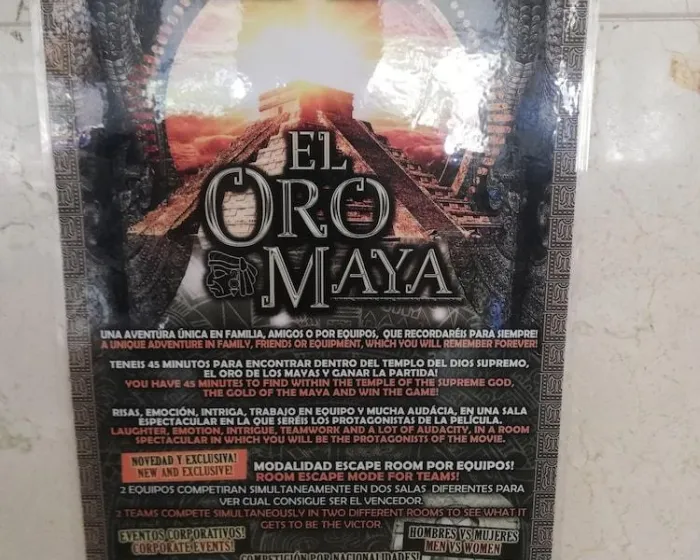 EL
ORO
MAYA
UNA AVENTURA ÚNICA EN FAMILIA, AMIGOS O POR EQUIPOS, QUE RECORDARÉIS PARA SIEMPRE!
A UNIQUE ADVENTURE IN FAMILY, FRIENDS OR EQUIPMENT, WHICH YOU WILL REMEMBER FOREVER!
TENEIS 45 MINUTOS PARA ENCONTRAR DENTRO DEL TEMPLO DEL DIOS SUPREMO,
EL ORO DE LOS MAYAS Y GANAR LA PARTIDA!
YOU HAVE 45 MINUTES TO FIND WITHIN THE TEMPLE OF THE SUPREME GOD,
THE GOLD OF THE MAYA AND WIN THE GAME!
RISAS, EMOCIÓN, INTRIGA, TRABAJO EN EQUIPO Y MUCHA AUDÁCIA, EN UNA SALA
ESPECTACULAR EN LA QUE SERÉIS LOS PROTAGONISTAS DE LA PELÍCULA.
LAUGHTER, EMOTION, INTRIGUE, TEAMWORK AND A LOT OF AUDACITY, IN A ROOM
SPECTACULAR IN WHICH YOU WILL BE THE PROTAGONISTS OF THE MOVIE.
NOVEDAD Y EXCLUSIVA!
NEW AND EXCLUSIVE!
MODALIDAD ESCAPE ROOM POR EQUIPOS!
ROOM ESCAPE MODE FOR TEAMS!
2 EQUIPOS COMPETIRAN SIMULTANEAMENTE EN DOS SALAS DIFERENTES PARA
VER CUAL CONSIGUE SER EL VENCEDOR.
2 TEAMS COMPETE SIMULTANEOUSLY IN TWO DIFFERENT ROOMS TO SEE WHAT IT
GETS TO BE THE VICTOR.
EVENTOS CORPORATIVOS!
CORPORATE EVENTS!
HOMBRES VS MUJERES
MEN VS WOMEN
COMPETICIÓN POR NACIONALIDADES!